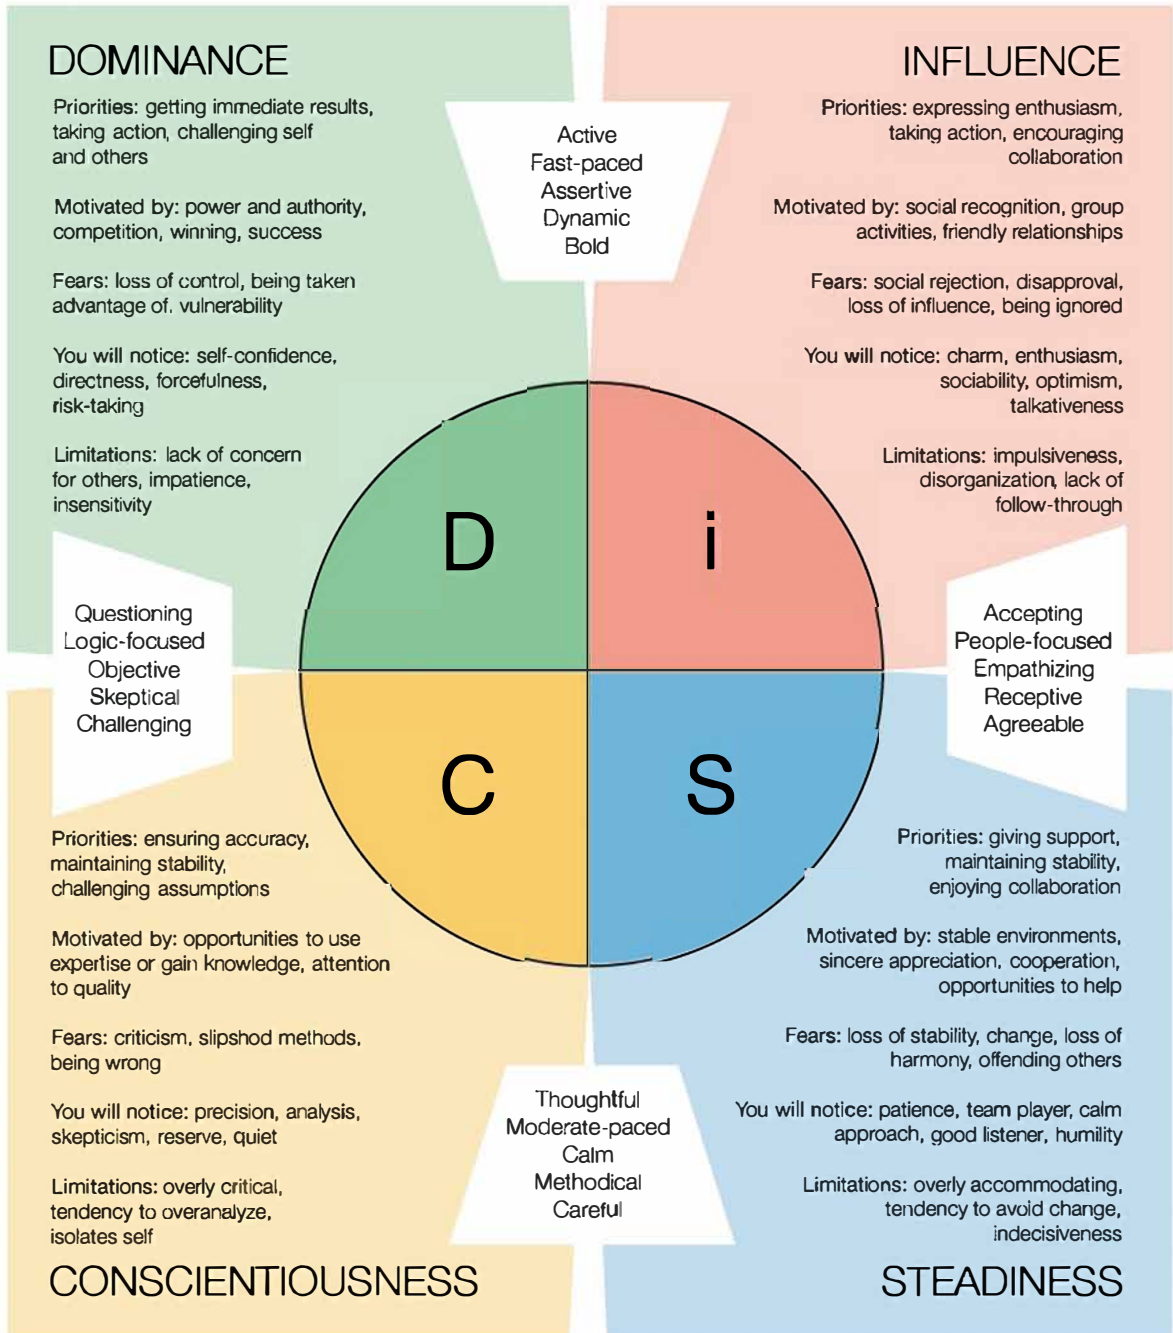 DOMINANCE
Priorities: getting immediate results,
taking action, challenging self
and others
Motivated by: power and authority,
competition, winning, success
Fears: loss of control, being taken
advantage of. vulnerability
You will notice: self-confidence,
directness, forcefulness,
risk-taking
Limitations: lack of concern
for others, impatience,
insensitivity
Active
Fast-paced
Assertive
Dynamic
Bold
INFLUENCE
Priorities: expressing enthusiasm,
taking action, encouraging
collaboration
Motivated by: social recognition, group
activities, friendly relationships
Fears: social rejection, disapproval,
loss of influence, being ignored
You will notice: charm, enthusiasm,
sociability, optimism,
talkativeness
Limitations: impulsiveness,
disorganization, lack of
follow-through
D
i
Questioning
Logic-focused
Objective
Skeptical
Challenging
Accepting
People-focused
Empathizing
Receptive
Agreeable
C
S
Priorities: ensuring accuracy,
maintaining stability,
challenging assumptions
Motivated by: opportunities to use
expertise or gain knowledge, attention
to quality
Fears: criticism, slipshod methods,
being wrong
You will notice: precision, analysis,
skepticism, reserve, quiet
Limitations: overly critical,
tendency to overanalyze,
isolates self
CONSCIENTIOUSNESS
Thoughtful
Moderate-paced
Calm
Methodical
Careful
Priorities: giving support,
maintaining stability,
enjoying collaboration
Motivated by: stable environments,
sincere appreciation, cooperation,
opportunities to help
Fears: loss of stability, change, loss of
harmony, offending others
You will notice: patience, team player, calm
approach, good listener, humility
Limitations: overly accommodating,
tendency to avoid change,
indecisiveness
STEADINESS